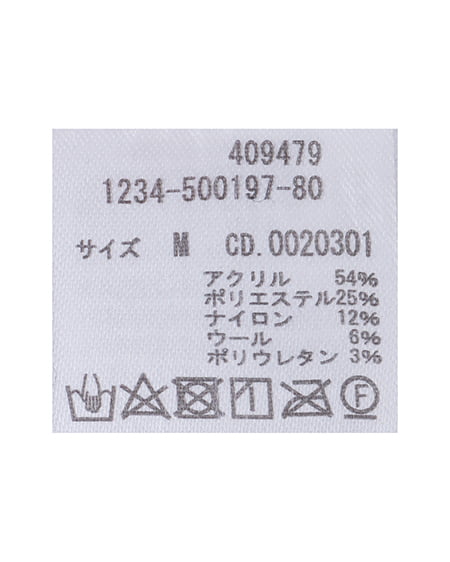 409479
1234-500197-80
サイズ M CD.0020301
アクリル 54%
ポリエステル25%
ナイロン 12%
ウール 6%
ポリウレタン 3%
F